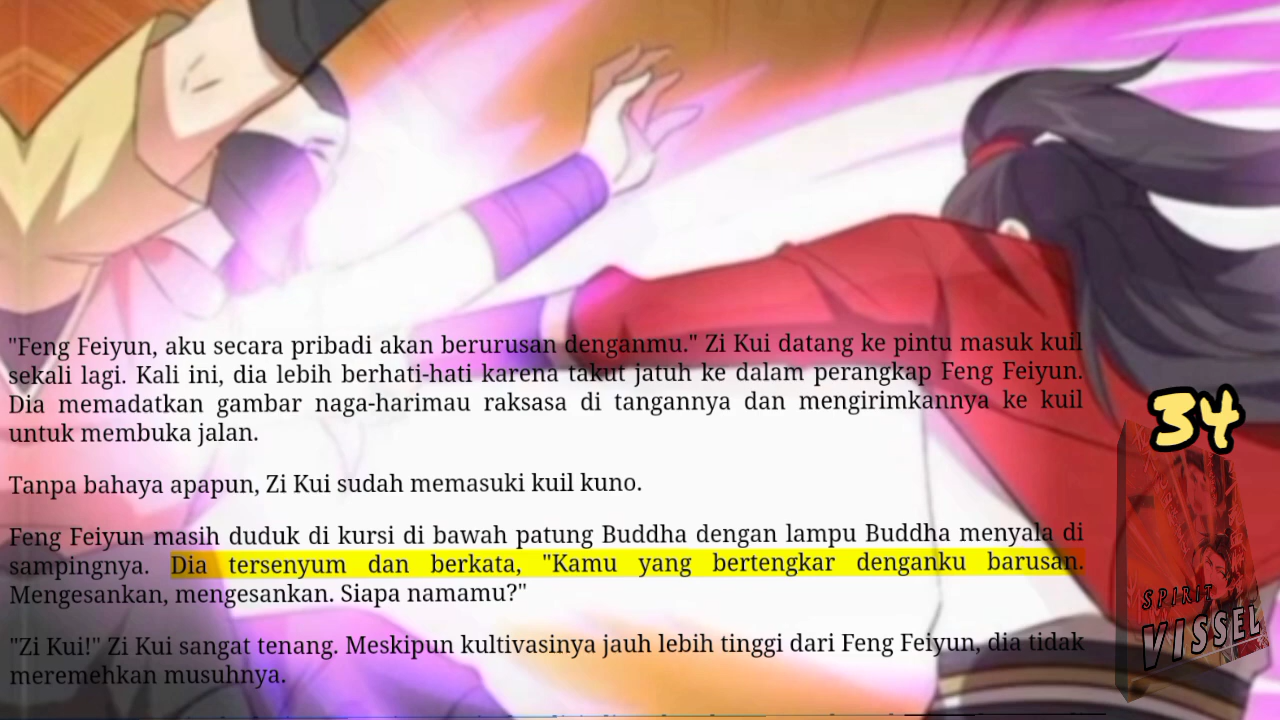 "Feng Feiyun, aku secara pribadi akan berurusan denganmu." Zi Kui datang ke pintu masuk kuil
sekali lagi. Kali ini, dia lebih berhati-hati karena takut jatuh ke dalam perangkap Feng Feiyun.
Dia memadatkan gambar naga-harimau raksasa di tangannya dan mengirimkannya ke kuil
untuk membuka jalan.
Tanpa bahaya apapun, Zi Kui sudah memasuki kuil kuno.
Feng Feiyun masih duduk di kursi di bawah patung Buddha dengan lampu Buddha menyala di
sampingnya. Dia tersenyum dan berkata, "Kamu yang bertengkar denganku barusan.
Mengesankan, mengesankan. Siapa namamu?"
"Zi Kui!" Zi Kui sangat tenang. Meskipun kultivasinya jauh lebih tinggi dari Feng Feiyun, dia tidak
meremehkan musuhnya.
34
SPIRIT
VISSEL